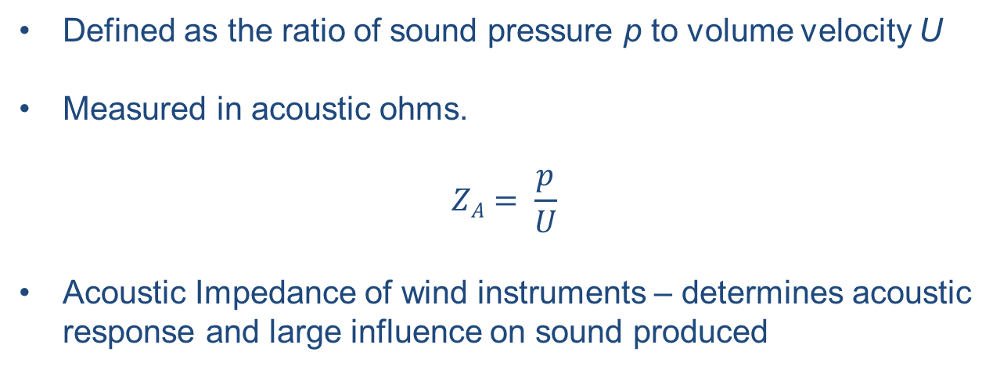 • Defined as the ratio of sound pressure p to volume velocity U
• Measured in acoustic ohms.
Z_A = p/U
• Acoustic Impedance of wind instruments – determines acoustic
response and large influence on sound produced